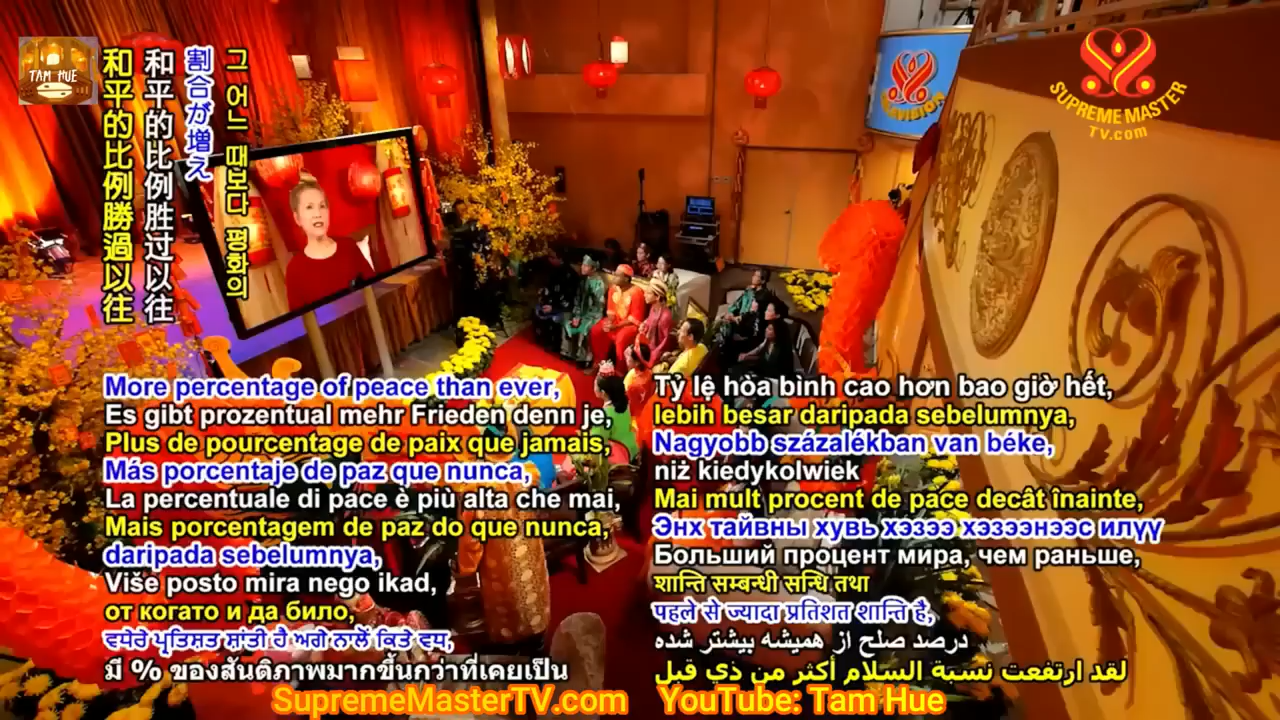 TAM HUE
그 어느 때보다 평화의
割合が増え
和平的比例胜过以往
和平的比例勝過以往
SUPREME MASTER
TV.com
More percentage of peace than ever,
Es gibt prozentual mehr Frieden denn je,
Plus de pourcentage de paix que jamais,
Más porcentaje de paz que nunca,
La percentuale di pace è più alta che mai,
Mais porcentagem de paz do que nunca,
daripada sebelumnya,
Više posto mira nego ikad,
от когато и да било,
ਵਧੇਰੇ ਪ੍ਰਤਿਸ਼ਤ ਸ਼ਾਂਤੀ ਹੈ ਅਗੇ ਨਾਲੋਂ ਕਿਤੇ ਵਧ,
มี % ของสันติภาพมากขึ้นกว่าที่เคยเป็น
Tỷ lệ hòa bình cao hơn bao giờ hết,
lebih besar daripada sebelumnya,
Nagyobb százalékban van béke,
niż kiedykolwiek
Mai mult procent de pace decât înainte,
Энх тайвны хувь хэзээ хэзээнээс илүү
Больший процент мира, чем раньше,
शान्ति सम्बन्धी सन्धि तथा
पहले से ज्यादा प्रतिशत शान्ति है,
درصد صلح از همیشه بیشتر شده
لقد ارتفعت نسبة السلام أكثر من ذي قبل
SupremeMasterTV.com
YouTube: Tam Hue